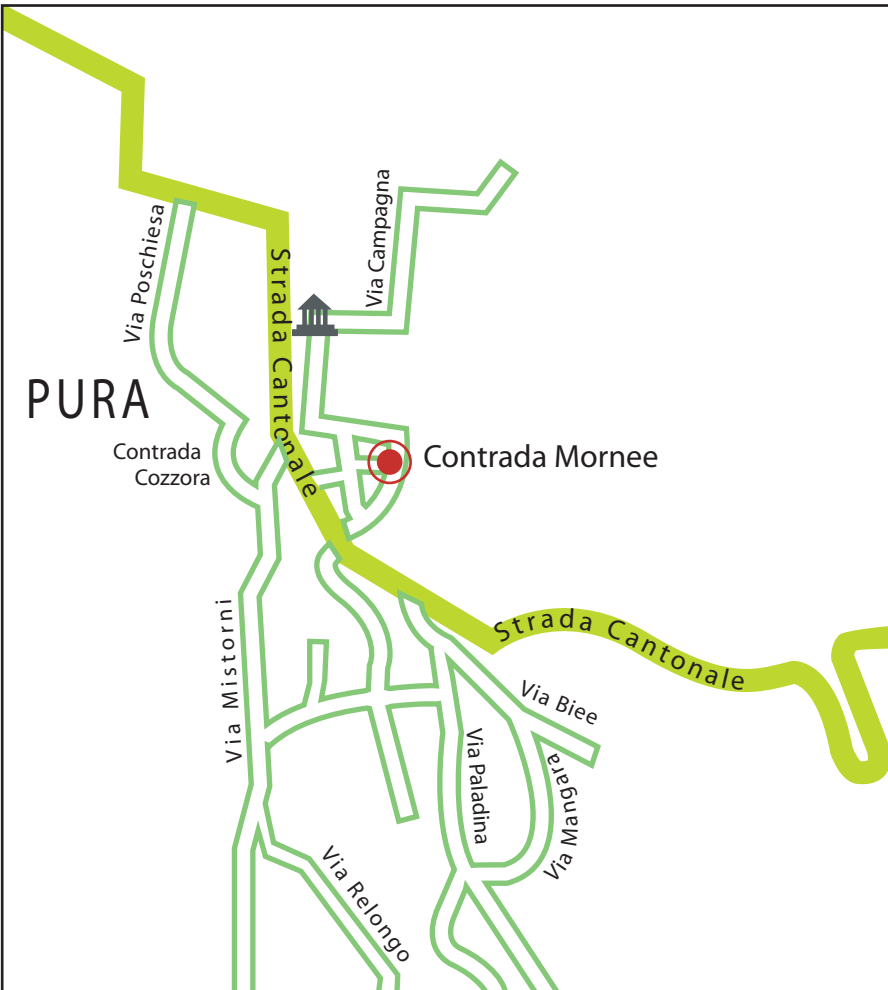 Via Campagna
Via Poschiesa
Strada Cantonale
PURA
Contrada
Cozzora
Contrada Mornee
Strada Cantonale
Via Mistorni
Via Biee
Via Paladina
Via Mangara
Via Relongo